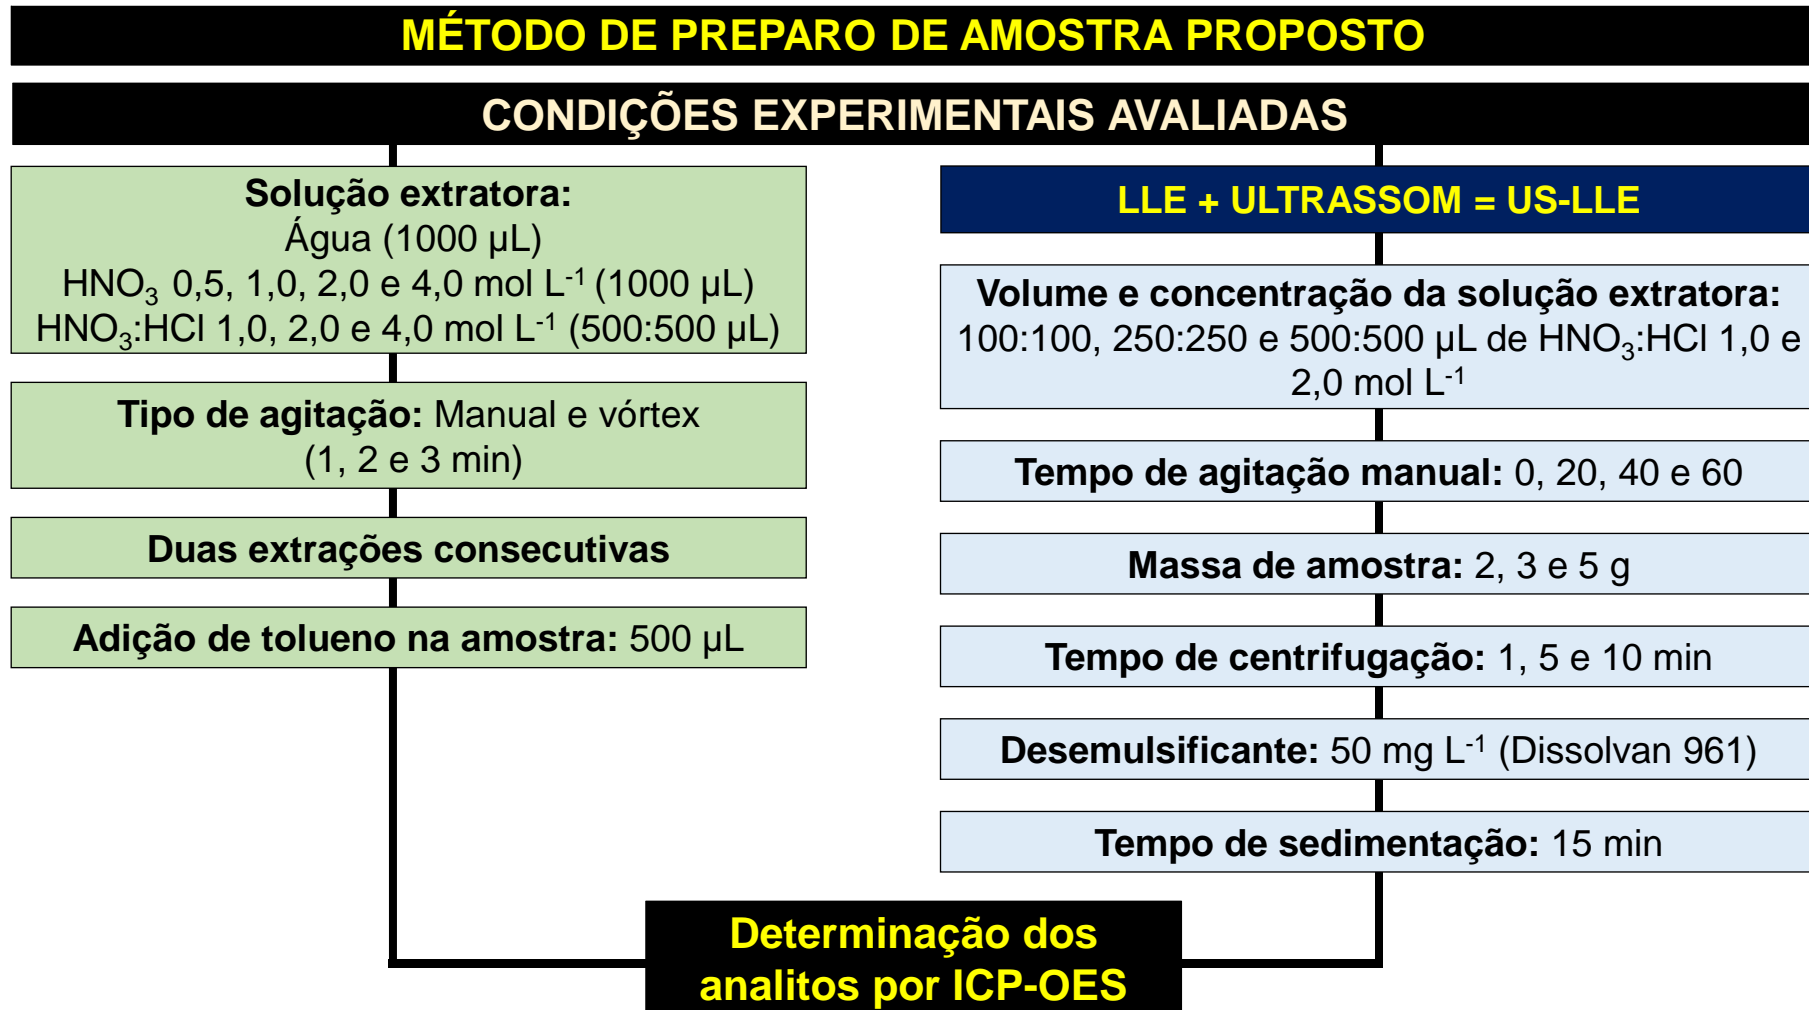 MÉTODO DE PREPARO DE AMOSTRA PROPOSTO
CONDIÇÕES EXPERIMENTAIS AVALIADAS
Solução extratora:
Água (1000 µL)
HNO₃ 0,5, 1,0, 2,0 e 4,0 mol L⁻¹ (1000 µL)
HNO₃:HCl 1,0, 2,0 e 4,0 mol L⁻¹ (500:500 µL)
Tipo de agitação: Manual e vórtex
(1, 2 e 3 min)
Duas extrações consecutivas
Adição de tolueno na amostra: 500 µL
LLE + ULTRASSOM = US-LLE
Volume e concentração da solução extratora:
100:100, 250:250 e 500:500 µL de HNO₃:HCl 1,0 e
2,0 mol L⁻¹
Tempo de agitação manual: 0, 20, 40 e 60
Massa de amostra: 2, 3 e 5 g
Tempo de centrifugação: 1, 5 e 10 min
Desemulsificante: 50 mg L⁻¹ (Dissolvan 961)
Tempo de sedimentação: 15 min
Determinação dos
analitos por ICP-OES